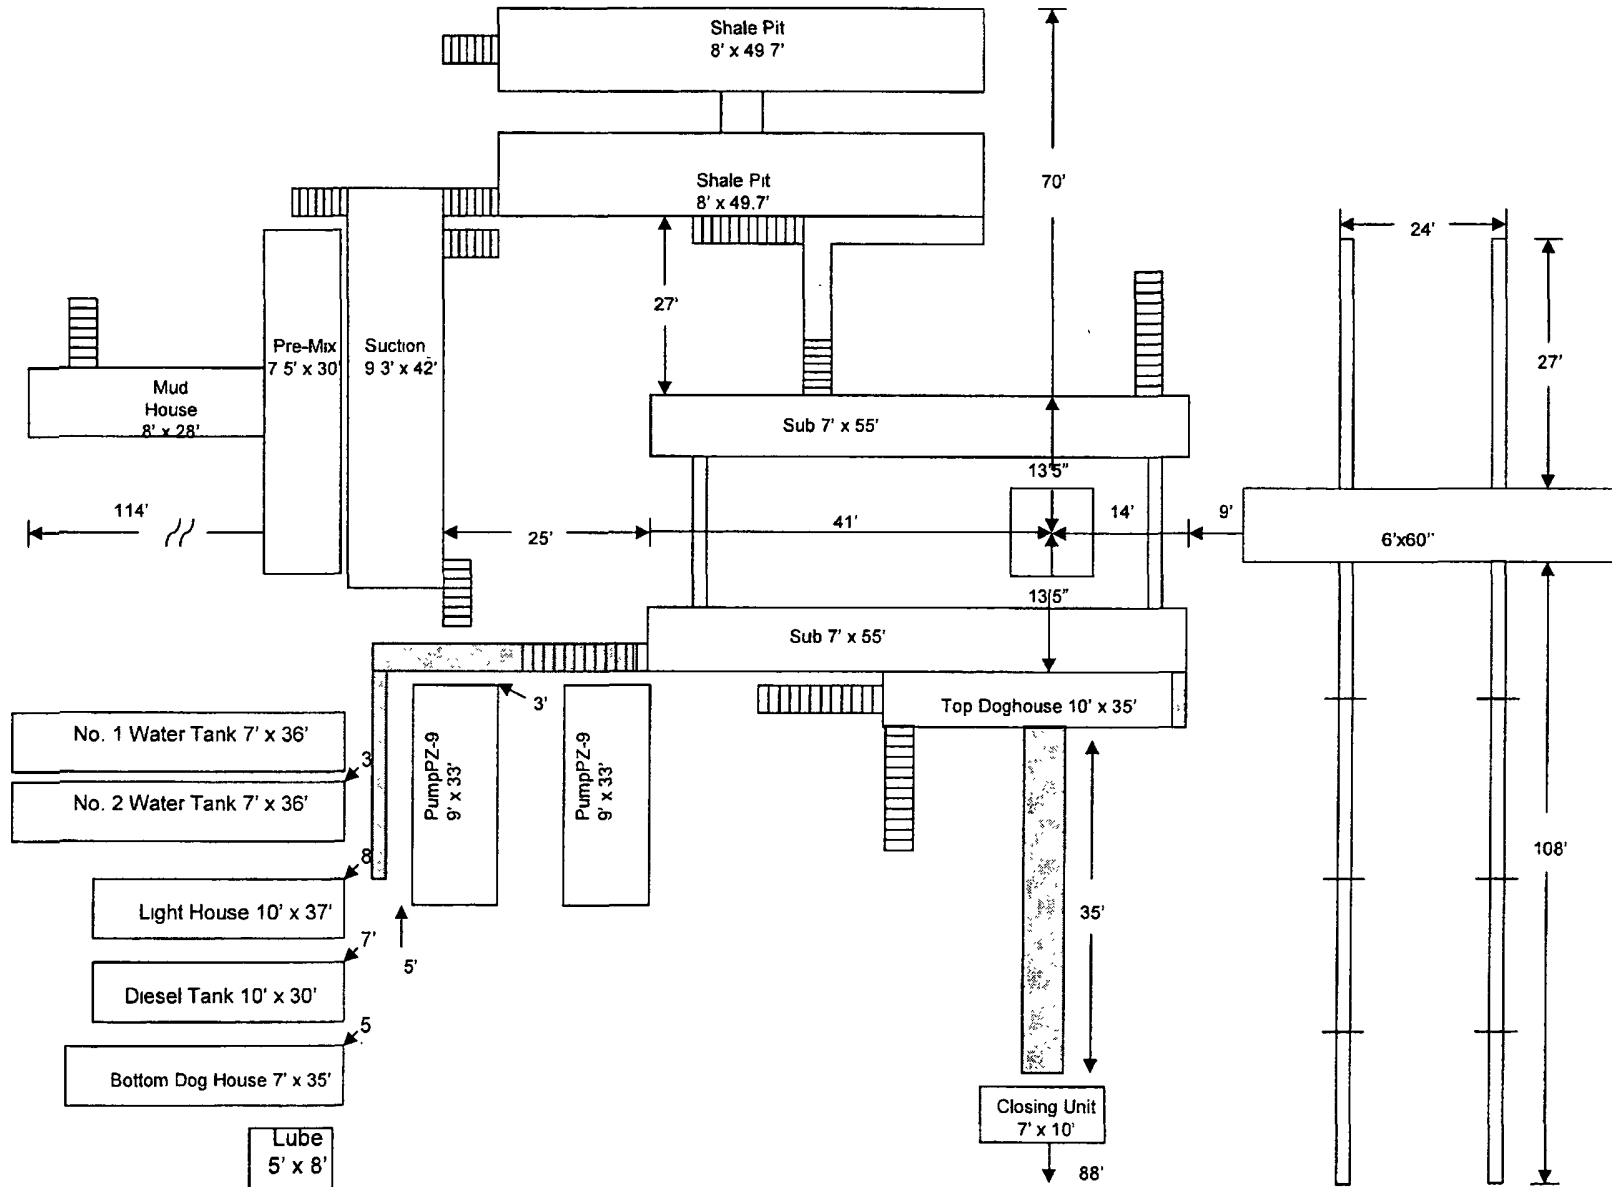 Shale Pit
8' x 49 7'
Shale Pit
8' x 49.7'
70'
24'
27'
27'
Pre-Mix
7 5' x 30'
Suction
9 3' x 42'
Mud
House
8' x 28'
Sub 7' x 55'
13'5"
114'
25'
41'
14'
9'
6'x60"
13'5"
Sub 7' x 55'
3'
Top Doghouse 10' x 35'
No. 1 Water Tank 7' x 36'
3
No. 2 Water Tank 7' x 36'
PumpPZ-9
9' x 33'
PumpPZ-9
9' x 33'
8
Light House 10' x 37'
7'
5'
35'
108'
Diesel Tank 10' x 30'
5
Bottom Dog House 7' x 35'
Closing Unit
7' x 10'
Lube
5' x 8'
88'